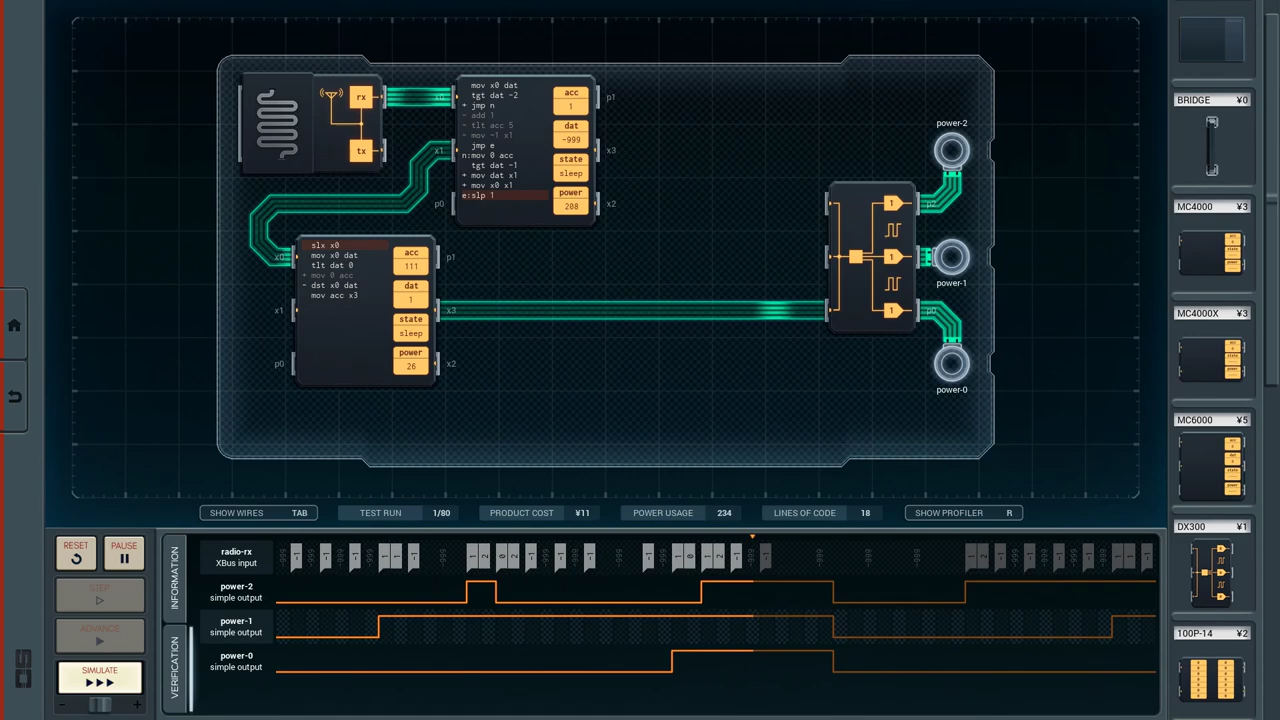 rx
tx
x0
x1
p0
p1
x3
x2
mov x0 dat
tgt dat -2
+ jmp n
- add 1
- tlt acc 5
- mov -1 x1
jmp e
n:mov 0 acc
tgt dat -1
+ mov dat x1
+ mov x0 x1
e:slp 1
acc
1
dat
-999
state
sleep
power
208
x0
x1
p0
p1
x3
x2
slx x0
mov x0 dat
tlt dat 0
+ mov 0 acc
- dst x0 dat
mov acc x3
acc
111
dat
1
state
sleep
power
26
1
1
1
p2
p0
power-2
power-1
power-0
BRIDGE ¥0
MC4000 ¥3
MC4000X ¥3
MC6000 ¥5
DX300 ¥1
100P-14 ¥2
SHOW WIRES TAB
TEST RUN 1/80
PRODUCT COST ¥11
POWER USAGE 234
LINES OF CODE 18
SHOW PROFILER R
RESET
PAUSE
STEP
ADVANCE
SIMULATE
- +
INFORMATION
VERIFICATION
radio-rx
XBus input
power-2
simple output
power-1
simple output
power-0
simple output